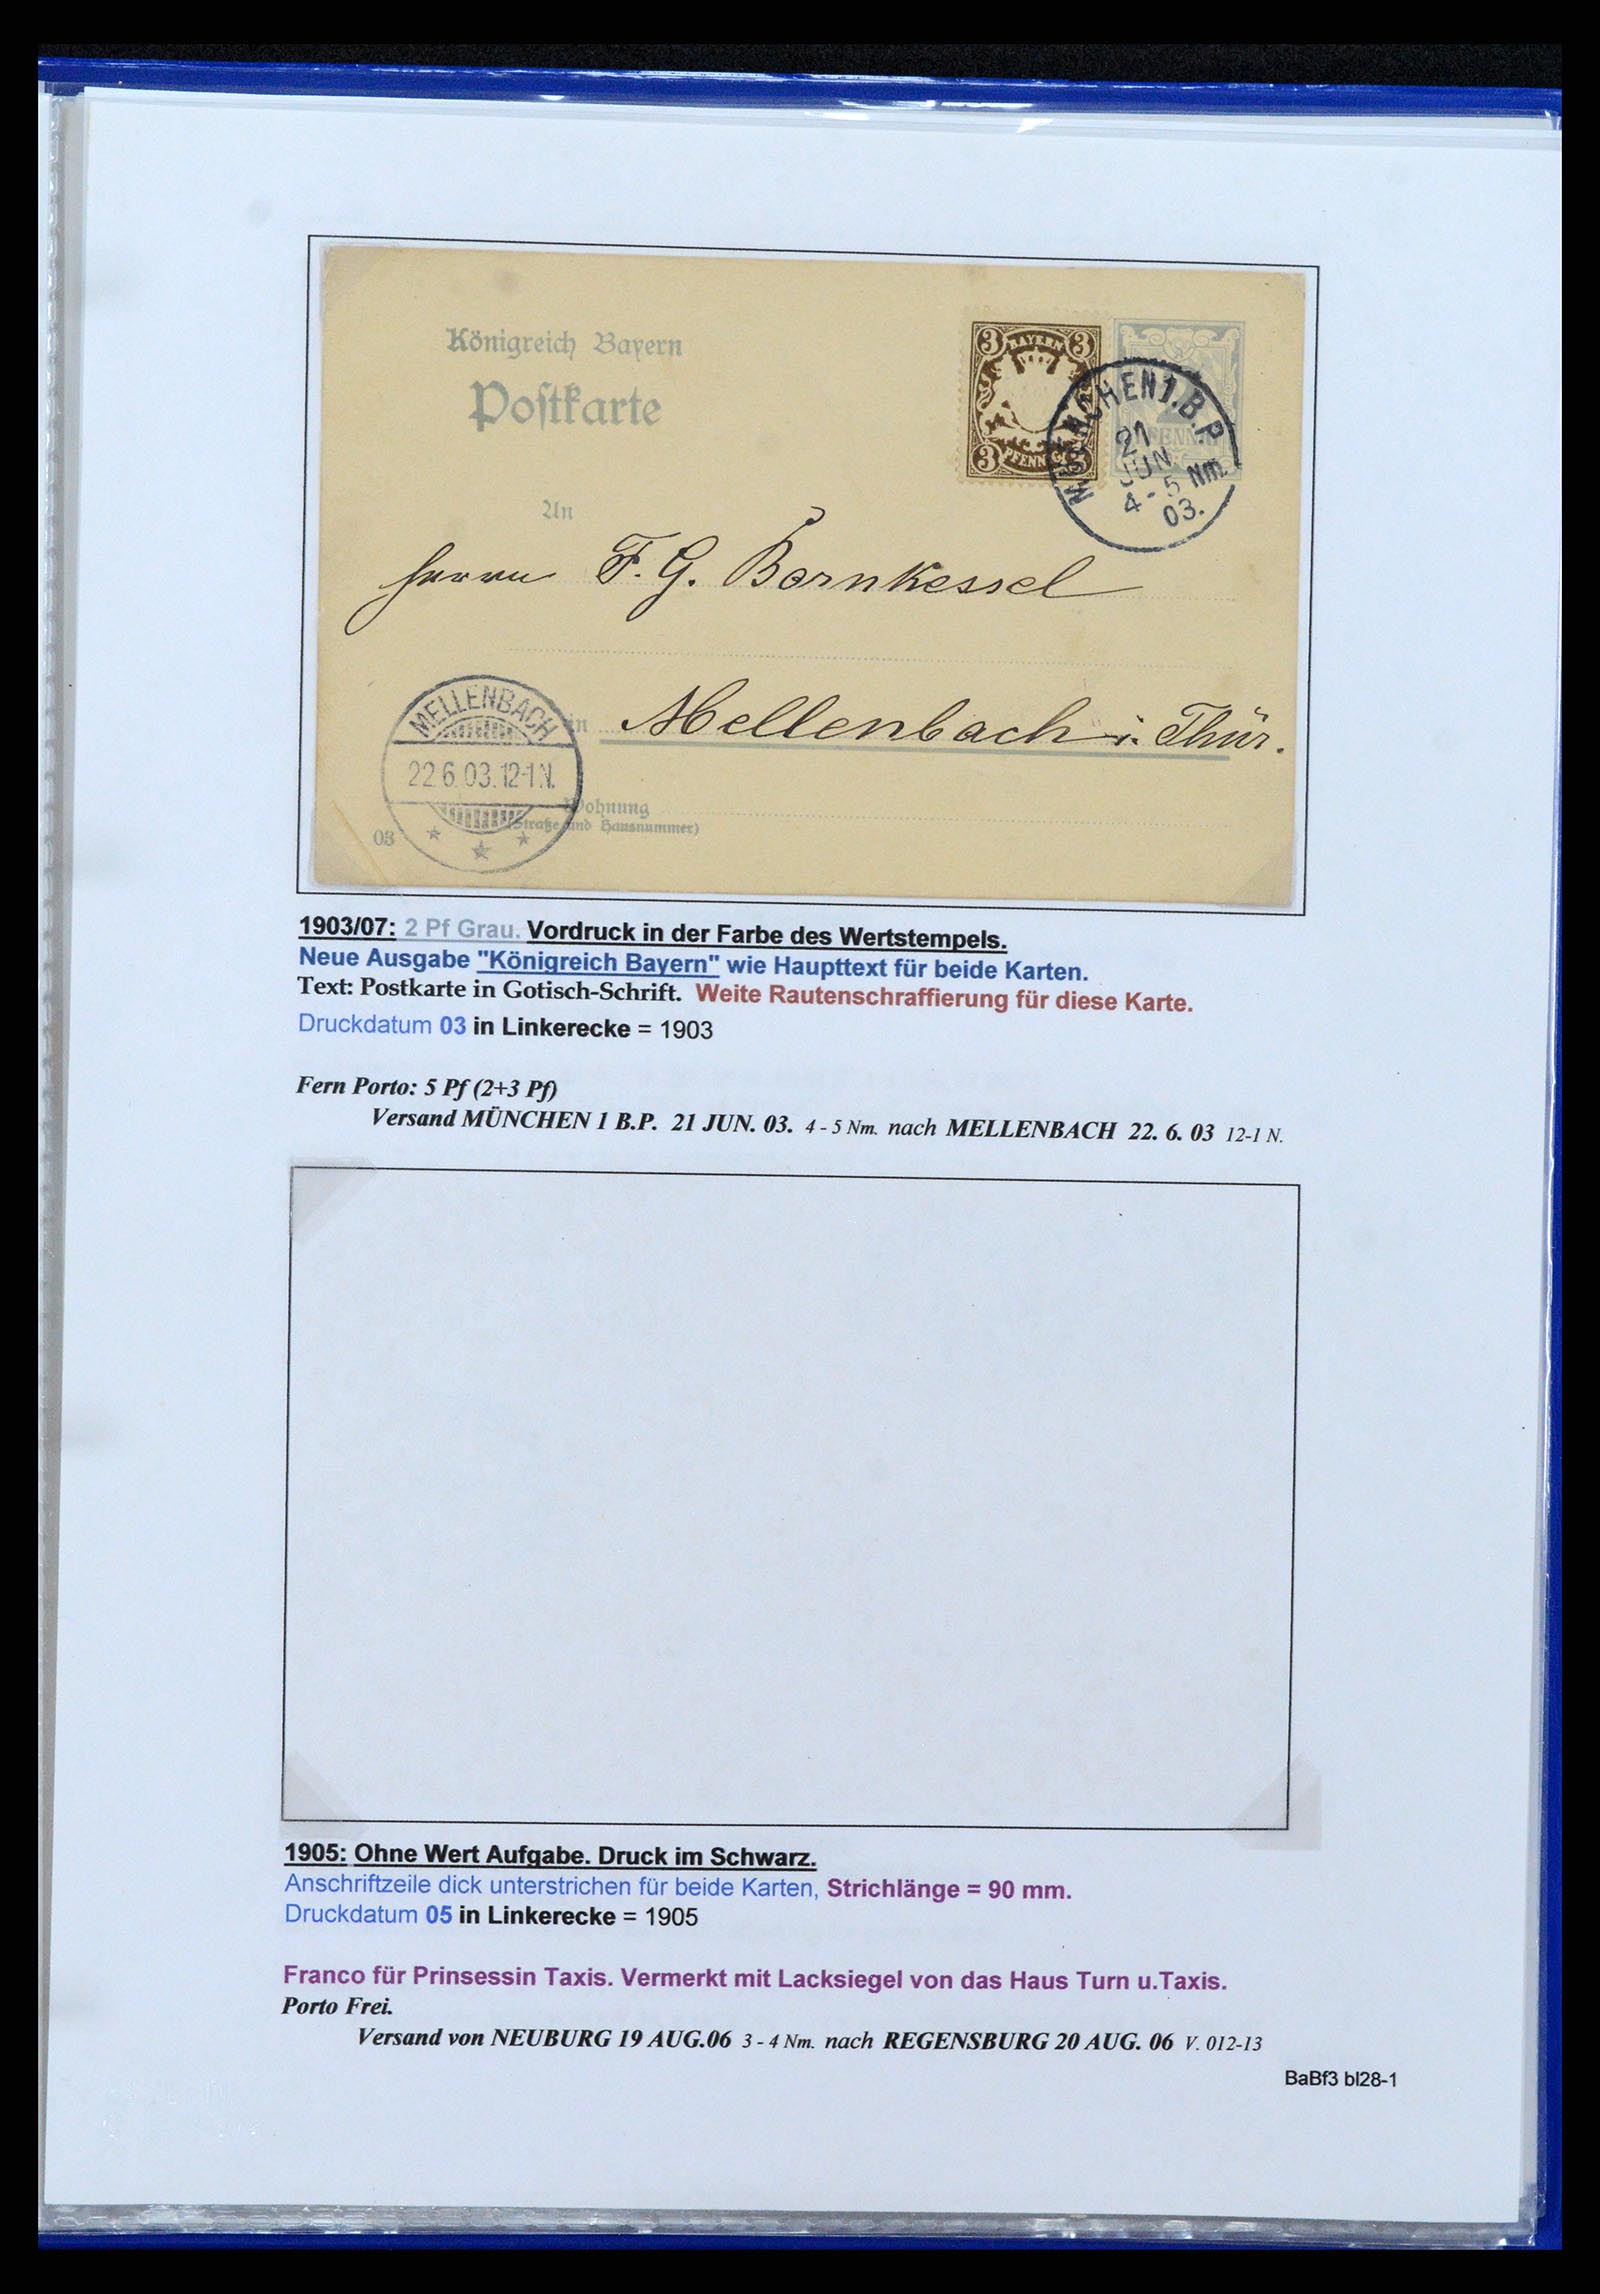 Königreich Bayern
Postkarte
3 BAYERN 3
3 PFENNIG 3
MÜNCHEN 1. B.P.
21
JUN
4 - 5 Nm.
03.
An
Herrn F. G. Bornkessel
in Mellenbach i. Thür.
MELLENBACH
22.6.03.12-1N.
Wohnung
(Straße und Hausnummer)
03
1903/07: 2 Pf Grau. Vordruck in der Farbe des Wertstempels.
Neue Ausgabe "Königreich Bayern" wie Haupttext für beide Karten.
Text: Postkarte in Gotisch-Schrift. Weite Rautenschraffierung für diese Karte.
Druckdatum 03 in Linkerecke = 1903
Fern Porto: 5 Pf (2+3 Pf)
Versand MÜNCHEN 1 B.P. 21 JUN. 03. 4 - 5 Nm. nach MELLENBACH 22. 6. 03 12-1 N.
1905: Ohne Wert Aufgabe. Druck im Schwarz.
Anschriftzeile dick unterstrichen für beide Karten, Strichlänge = 90 mm.
Druckdatum 05 in Linkerecke = 1905
Franco für Prinsessin Taxis. Vermerkt mit Lacksiegel von das Haus Turn u.Taxis.
Porto Frei.
Versand von NEUBURG 19 AUG.06 3 - 4 Nm. nach REGENSBURG 20 AUG. 06 V. 012-13
BaBf3 bl28-1